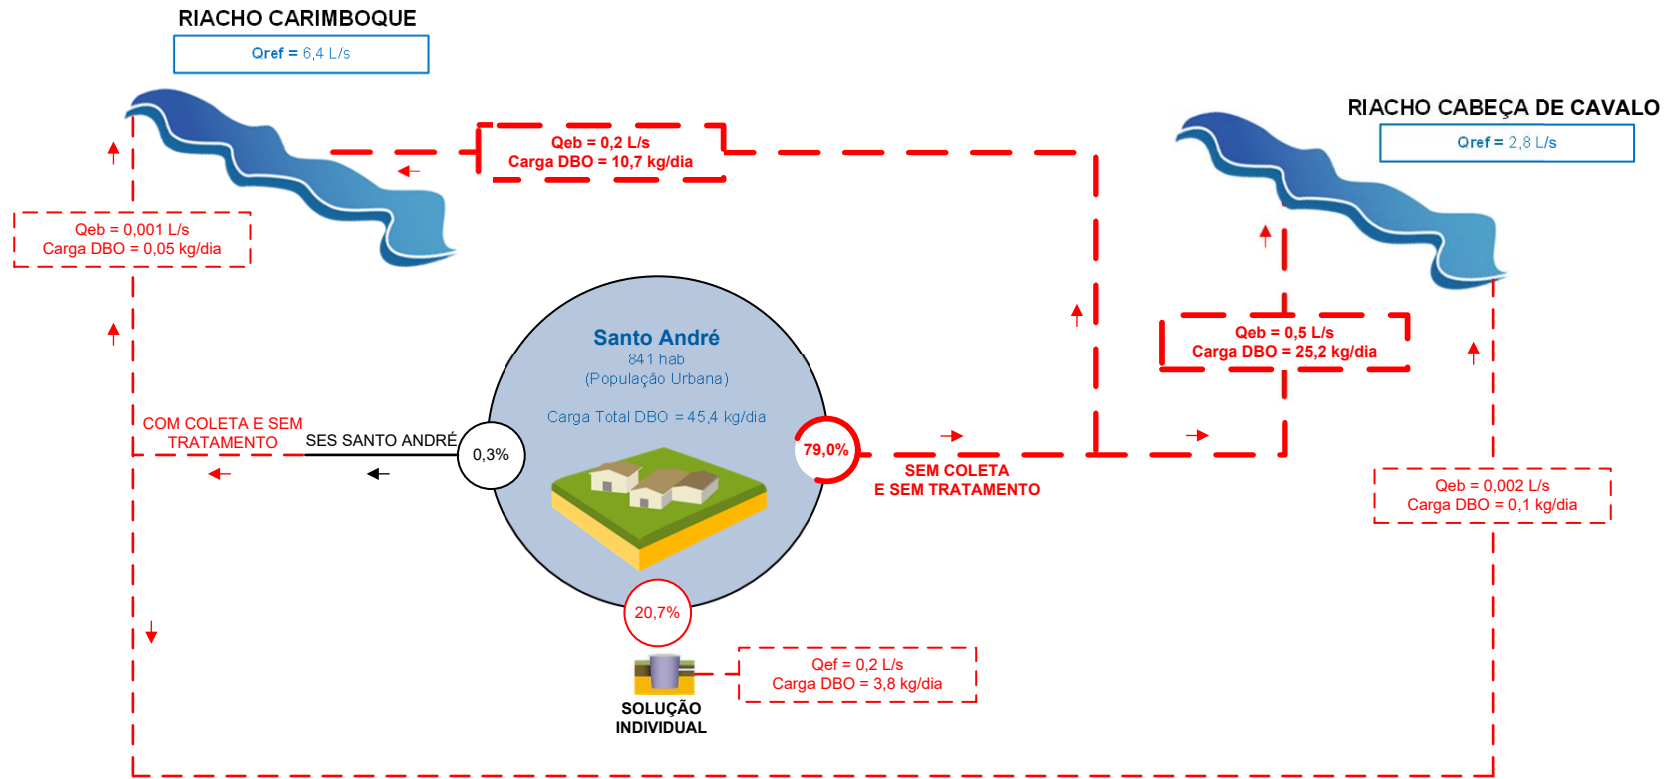 RIACHO CARIMBOQUE
Qref = 6,4 L/s
RIACHO CABEÇA DE CAVALO
Qref = 2,8 L/s
Qeb = 0,2 L/s
Carga DBO = 10,7 kg/dia
Qeb = 0,001 L/s
Carga DBO = 0,05 kg/dia
Qeb = 0,5 L/s
Carga DBO = 25,2 kg/dia
Santo André
841 hab
(População Urbana)
Carga Total DBO = 45,4 kg/dia
COM COLETA E SEM
TRATAMENTO
SES SANTO ANDRÉ
0,3%
79,0%
SEM COLETA
E SEM TRATAMENTO
Qeb = 0,002 L/s
Carga DBO = 0,1 kg/dia
20,7%
Qef = 0,2 L/s
Carga DBO = 3,8 kg/dia
SOLUÇÃO
INDIVIDUAL